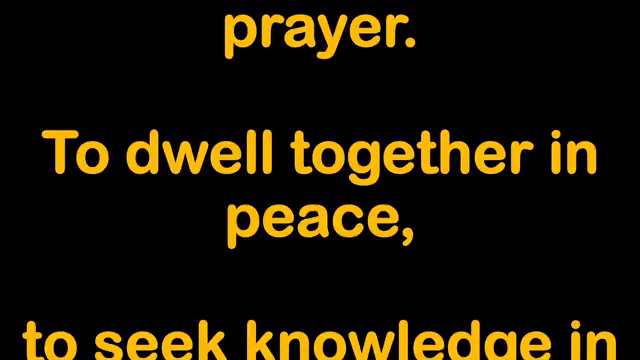 prayer.
To dwell together in
peace,
to seek knowledge in